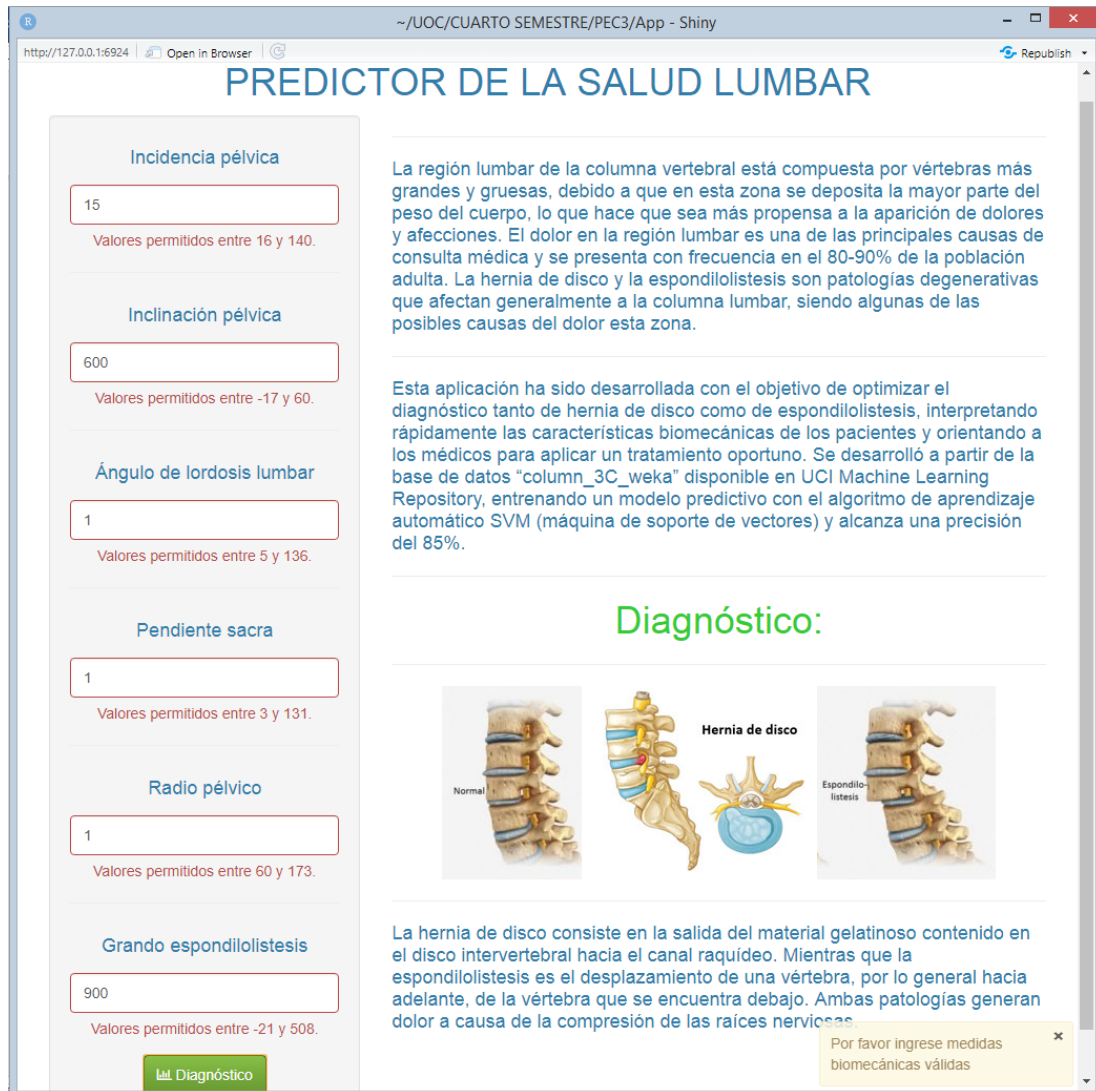 R
~/UOC/CUARTO SEMESTRE/PEC3/App - Shiny
http://127.0.0.1:6924 Open in Browser Republish
PREDICTOR DE LA SALUD LUMBAR
Incidencia pélvica
15
Valores permitidos entre 16 y 140.
Inclinación pélvica
600
Valores permitidos entre -17 y 60.
Ángulo de lordosis lumbar
1
Valores permitidos entre 5 y 136.
Pendiente sacra
1
Valores permitidos entre 3 y 131.
Radio pélvico
1
Valores permitidos entre 60 y 173.
Grando espondilolistesis
900
Valores permitidos entre -21 y 508.
Diagnóstico
La región lumbar de la columna vertebral está compuesta por vértebras más
grandes y gruesas, debido a que en esta zona se deposita la mayor parte del
peso del cuerpo, lo que hace que sea más propensa a la aparición de dolores
y afecciones. El dolor en la región lumbar es una de las principales causas de
consulta médica y se presenta con frecuencia en el 80-90% de la población
adulta. La hernia de disco y la espondilolistesis son patologías degenerativas
que afectan generalmente a la columna lumbar, siendo algunas de las
posibles causas del dolor esta zona.
Esta aplicación ha sido desarrollada con el objetivo de optimizar el
diagnóstico tanto de hernia de disco como de espondilolistesis, interpretando
rápidamente las características biomecánicas de los pacientes y orientando a
los médicos para aplicar un tratamiento oportuno. Se desarrolló a partir de la
base de datos “column_3C_weka” disponible en UCI Machine Learning
Repository, entrenando un modelo predictivo con el algoritmo de aprendizaje
automático SVM (máquina de soporte de vectores) y alcanza una precisión
del 85%.
Diagnóstico:
Normal
Hernia de disco
Espondilo-
listesis
La hernia de disco consiste en la salida del material gelatinoso contenido en
el disco intervertebral hacia el canal raquídeo. Mientras que la
espondilolistesis es el desplazamiento de una vértebra, por lo general hacia
adelante, de la vértebra que se encuentra debajo. Ambas patologías generan
dolor a causa de la compresión de las raíces nerviosas.
Por favor ingrese medidas
biomecánicas válidas